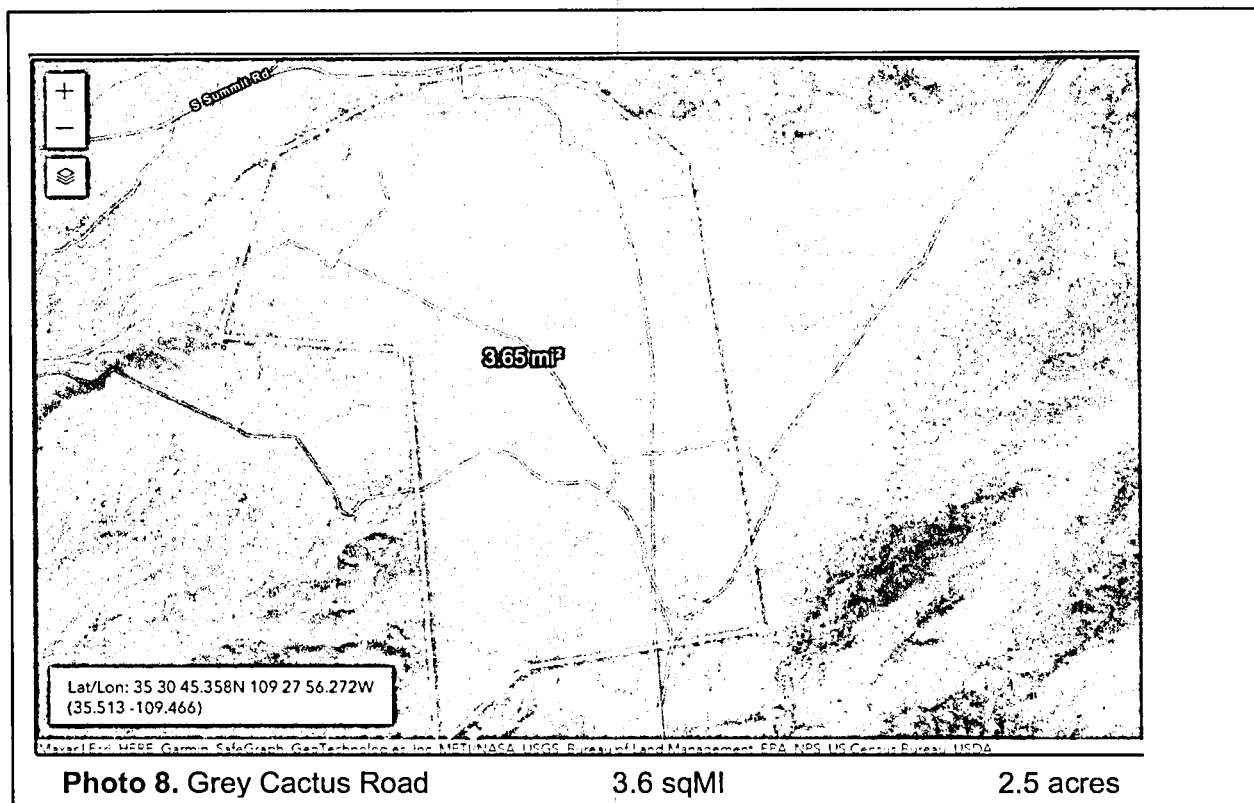 +
S Summit Rd
−
3.65 mi²
Lat/Lon: 35 30 45.358N 109 27 56.272W
(35.513 -109.466)
Maxar | Esri, HERE, Garmin, SafeGraph, GeoTechnologies, Inc, METI/NASA, USGS, Bureau of Land Management, EPA, NPS, US Census Bureau, USDA
Photo 8. Grey Cactus Road 3.6 sqMI 2.5 acres